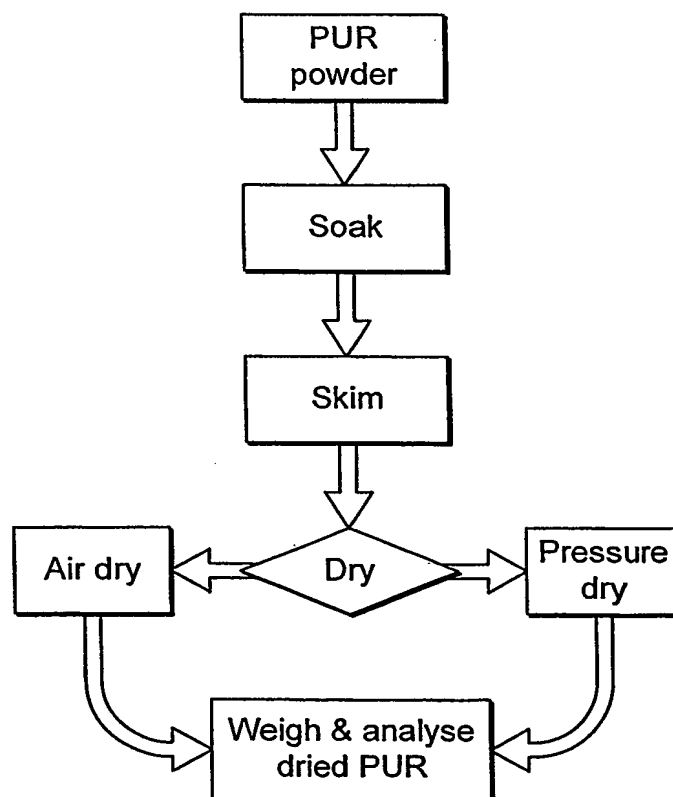 PUR
powder
Soak
Skim
Air dry
Dry
Pressure
dry
Weigh & analyse
dried PUR